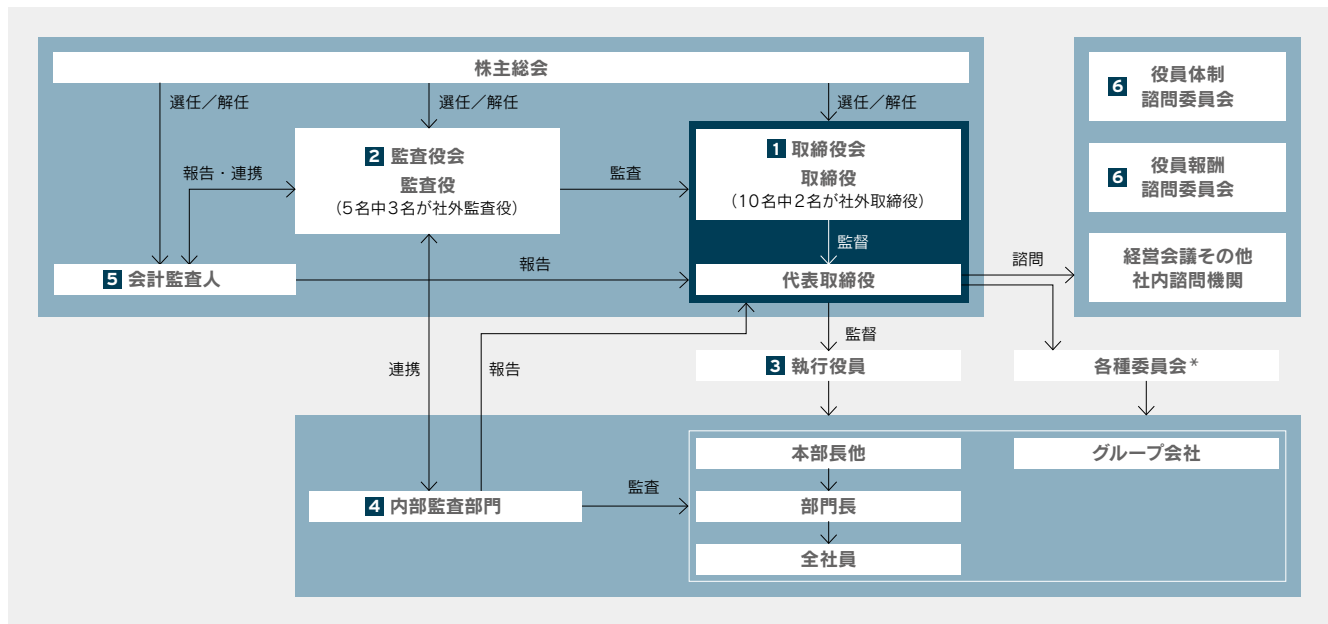 株主総会
選任／解任
選任／解任
選任／解任
2 監査役会
監査役
（5名中3名が社外監査役）
1 取締役会
取締役
（10名中2名が社外取締役）
報告・連携
監査
監督
5 会計監査人
報告
代表取締役
諮問
6 役員体制
諮問委員会
6 役員報酬
諮問委員会
経営会議その他
社内諮問機関
監督
連携
報告
3 執行役員
各種委員会*
本部長他
グループ会社
4 内部監査部門
監査
部門長
全社員